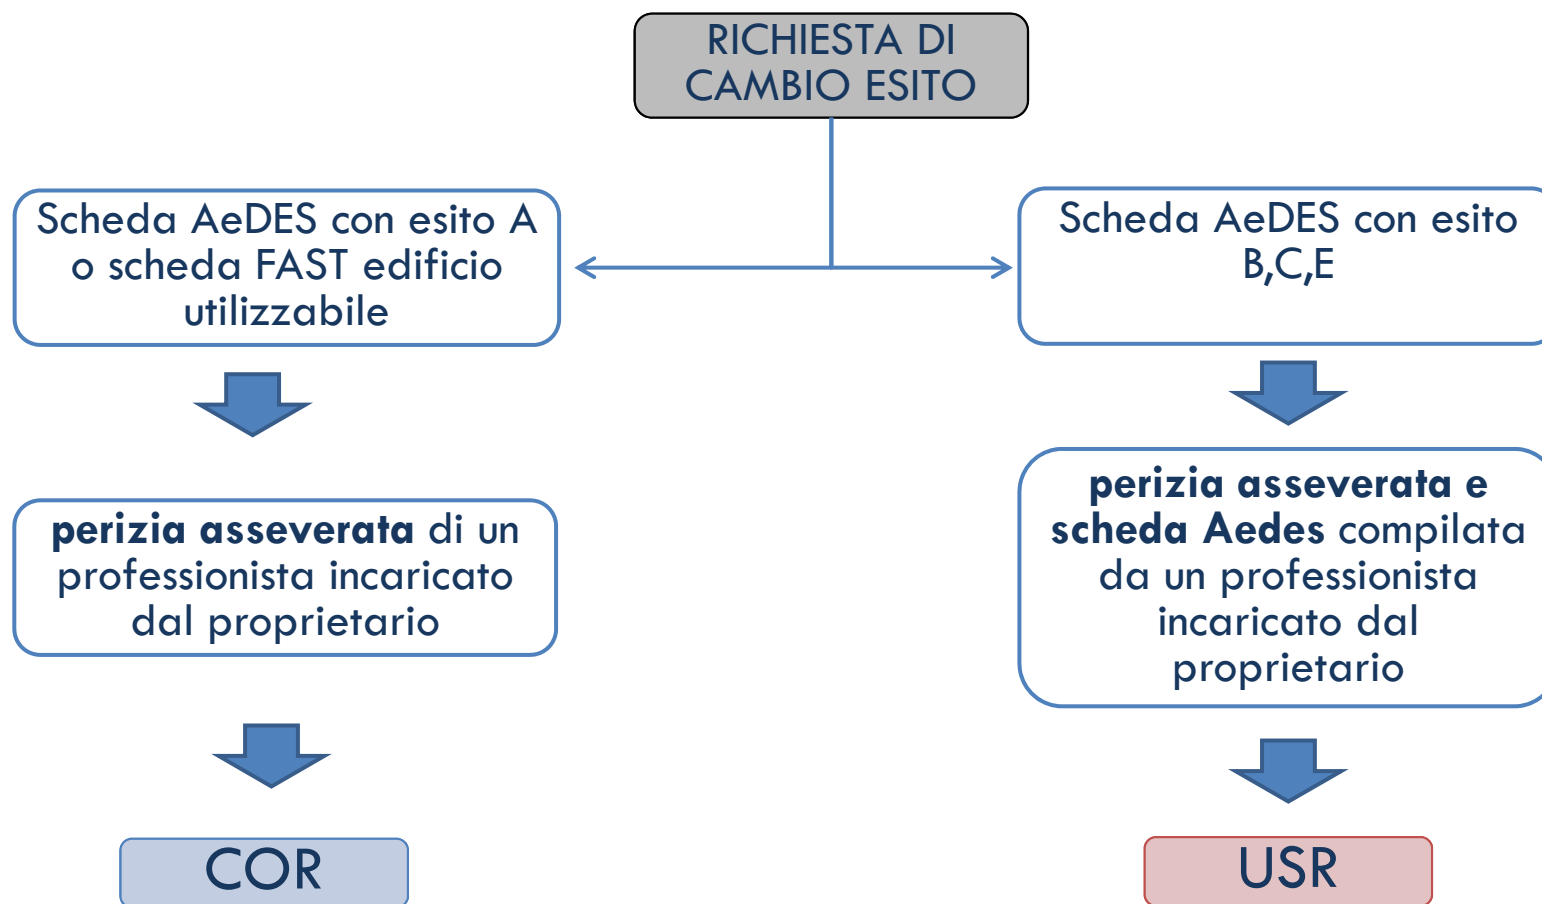 RICHIESTA DI
CAMBIO ESITO
Scheda AeDES con esito A
o scheda FAST edificio
utilizzabile
Scheda AeDES con esito
B,C,E
perizia asseverata di un
professionista incaricato
dal proprietario
perizia asseverata e
scheda Aedes compilata
da un professionista
incaricato dal
proprietario
COR
USR